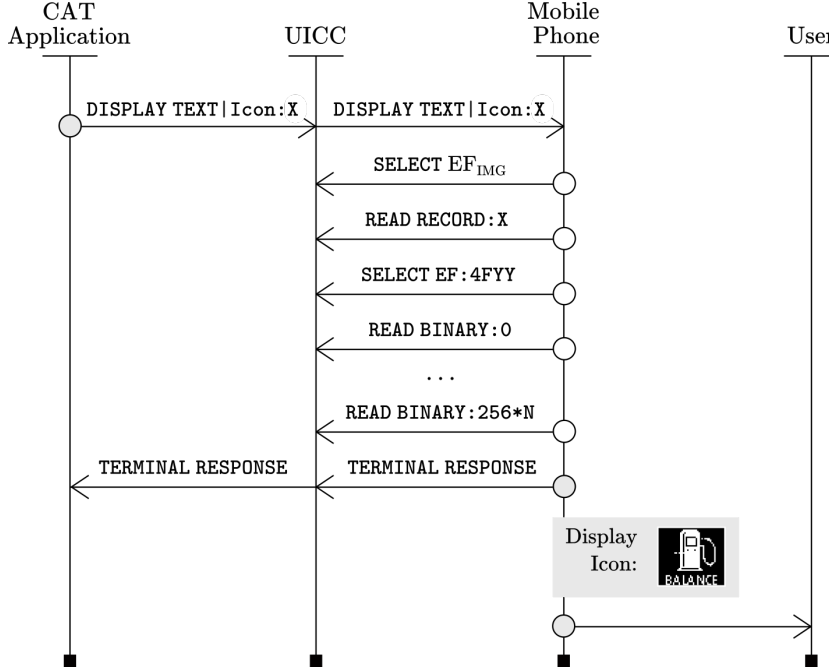 CAT
Application
UICC
Mobile
Phone
User
DISPLAY TEXT|Icon:X
DISPLAY TEXT|Icon:X
SELECT EF_IMG
READ RECORD:X
SELECT EF:4FYY
READ BINARY:0
...
READ BINARY:256*N
TERMINAL RESPONSE
TERMINAL RESPONSE
Display
Icon:
BALANCE